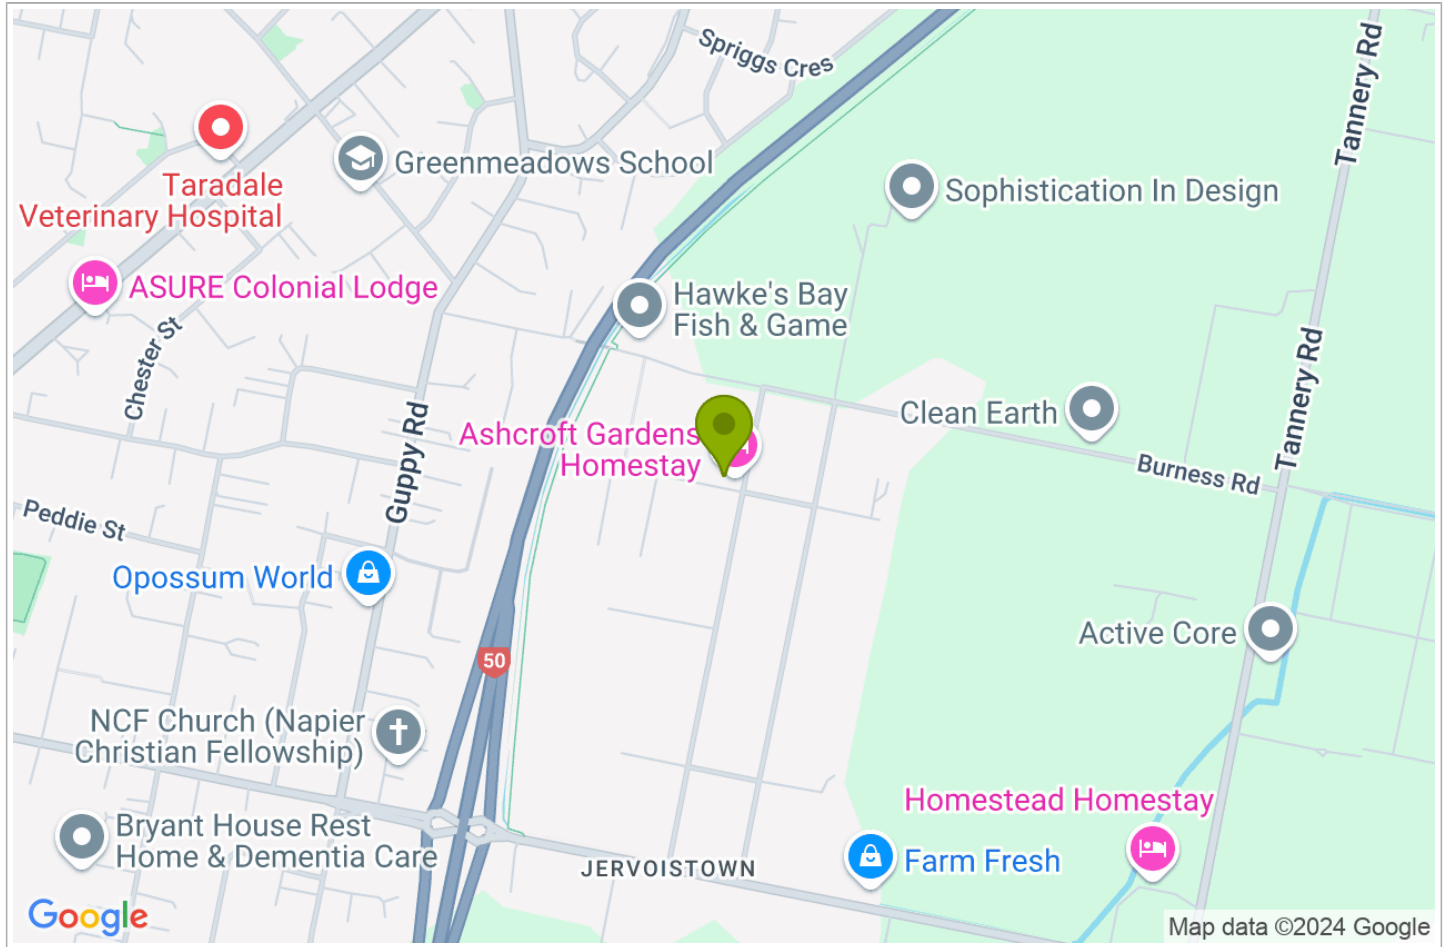 Spriggs Cres
Tannery Rd
Greenmeadows School
Taradale
Veterinary Hospital
Sophistication In Design
ASURE Colonial Lodge
Hawke's Bay
Fish & Game
Chester St
Tannery Rd
Guppy Rd
Clean Earth
Ashcroft Gardens
Homestay
Burness Rd
Peddie St
Opossum World
Active Core
50
NCF Church (Napier
Christian Fellowship)
Homestead Homestay
Bryant House Rest
Home & Dementia Care
JERVOISTOWN
Farm Fresh
Google
Map data ©2024 Google